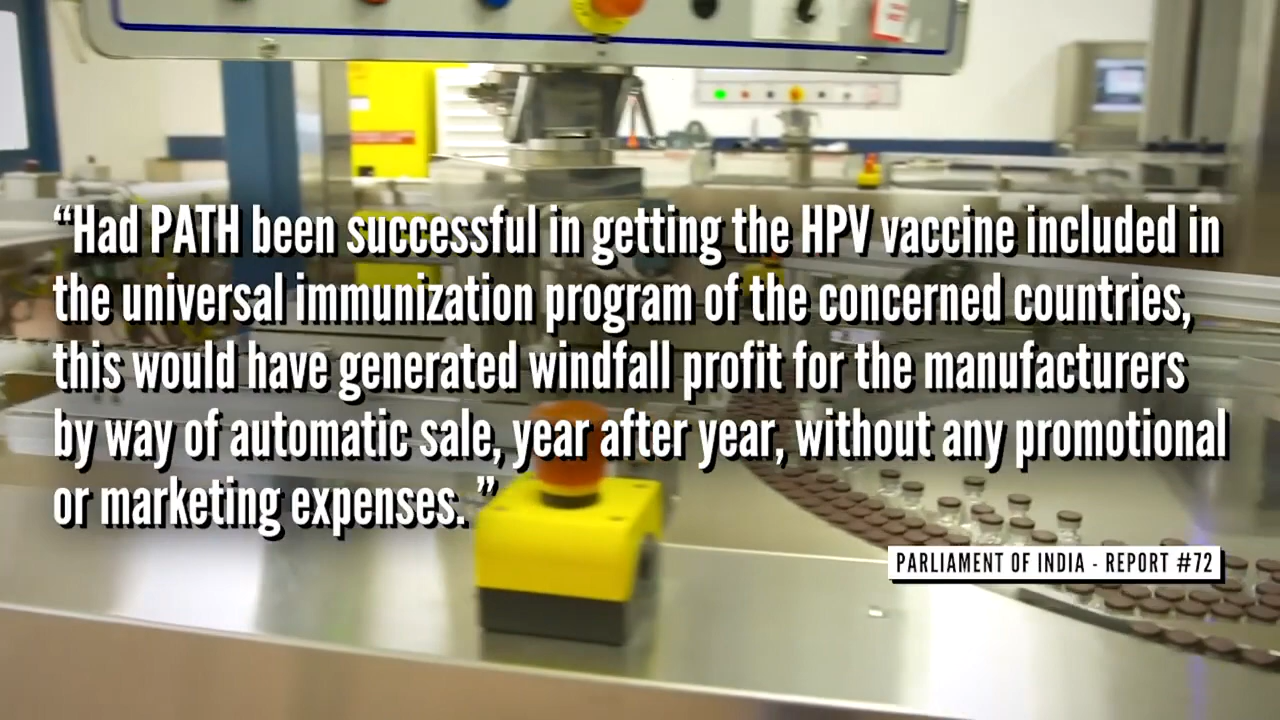 “Had PATH been successful in getting the HPV vaccine included in
the universal immunization program of the concerned countries,
this would have generated windfall profit for the manufacturers
by way of automatic sale, year after year, without any promotional
or marketing expenses. ”
PARLIAMENT OF INDIA - REPORT #72